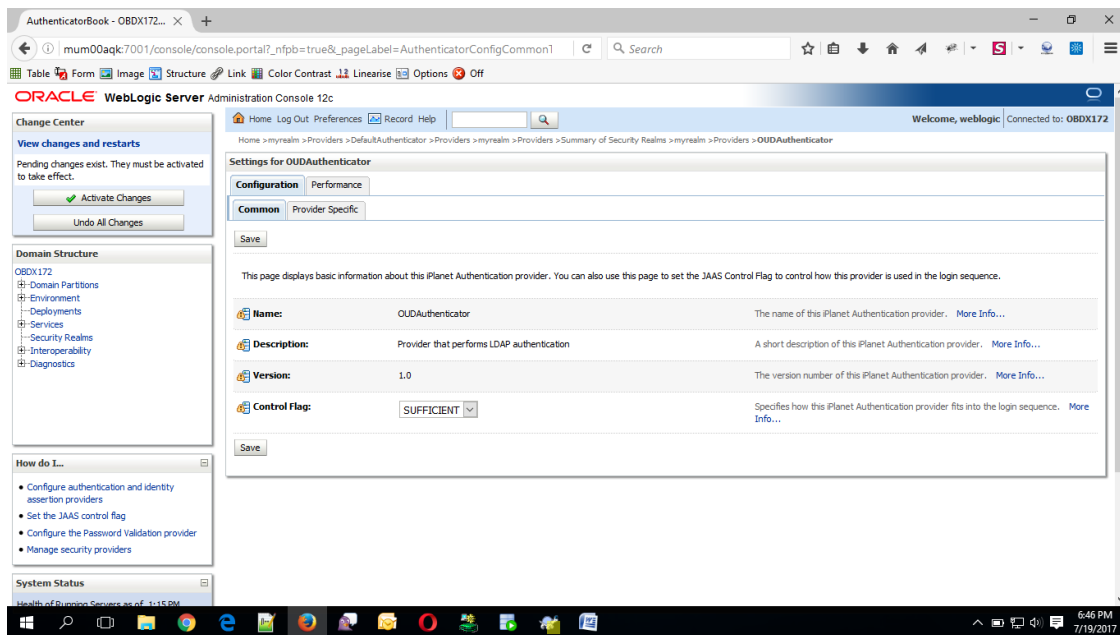 AuthenticatorBook - OBDX172...
mum00aqk:7001/console/console.portal?_nfpb=true&_pageLabel=AuthenticatorConfigCommonT
Search
Table Form Image Structure Link Color Contrast Linearise Options Off
ORACLE WebLogic Server Administration Console 12c
Change Center
View changes and restarts
Pending changes exist. They must be activated
to take effect.
Activate Changes
Undo All Changes
Domain Structure
OBDX172
Domain Partitions
Environment
Deployments
Services
Security Realms
Interoperability
Diagnostics
How do I...
Configure authentication and identity
assertion providers
Set the JAAS control flag
Configure the Password Validation provider
Manage security providers
System Status
Health of Running Servers as of 1:15 PM
Home Log Out Preferences Record Help
Welcome, weblogic Connected to: OBDX172
Home >myrealm >Providers >DefaultAuthenticator >Providers >myrealm >Providers >Summary of Security Realms >myrealm >Providers >OUDAuthenticator
Settings for OUDAuthenticator
Configuration Performance
Common Provider Specific
Save
This page displays basic information about this iPlanet Authentication provider. You can also use this page to set the JAAS Control Flag to control how this provider is used in the login sequence.
Name: OUDAuthenticator The name of this iPlanet Authentication provider. More Info...
Description: Provider that performs LDAP authentication A short description of this iPlanet Authentication provider. More Info...
Version: 1.0 The version number of this iPlanet Authentication provider. More Info...
Control Flag: SUFFICIENT Specifies how this iPlanet Authentication provider fits into the login sequence. More
Info...
Save
6:46 PM
7/19/2017